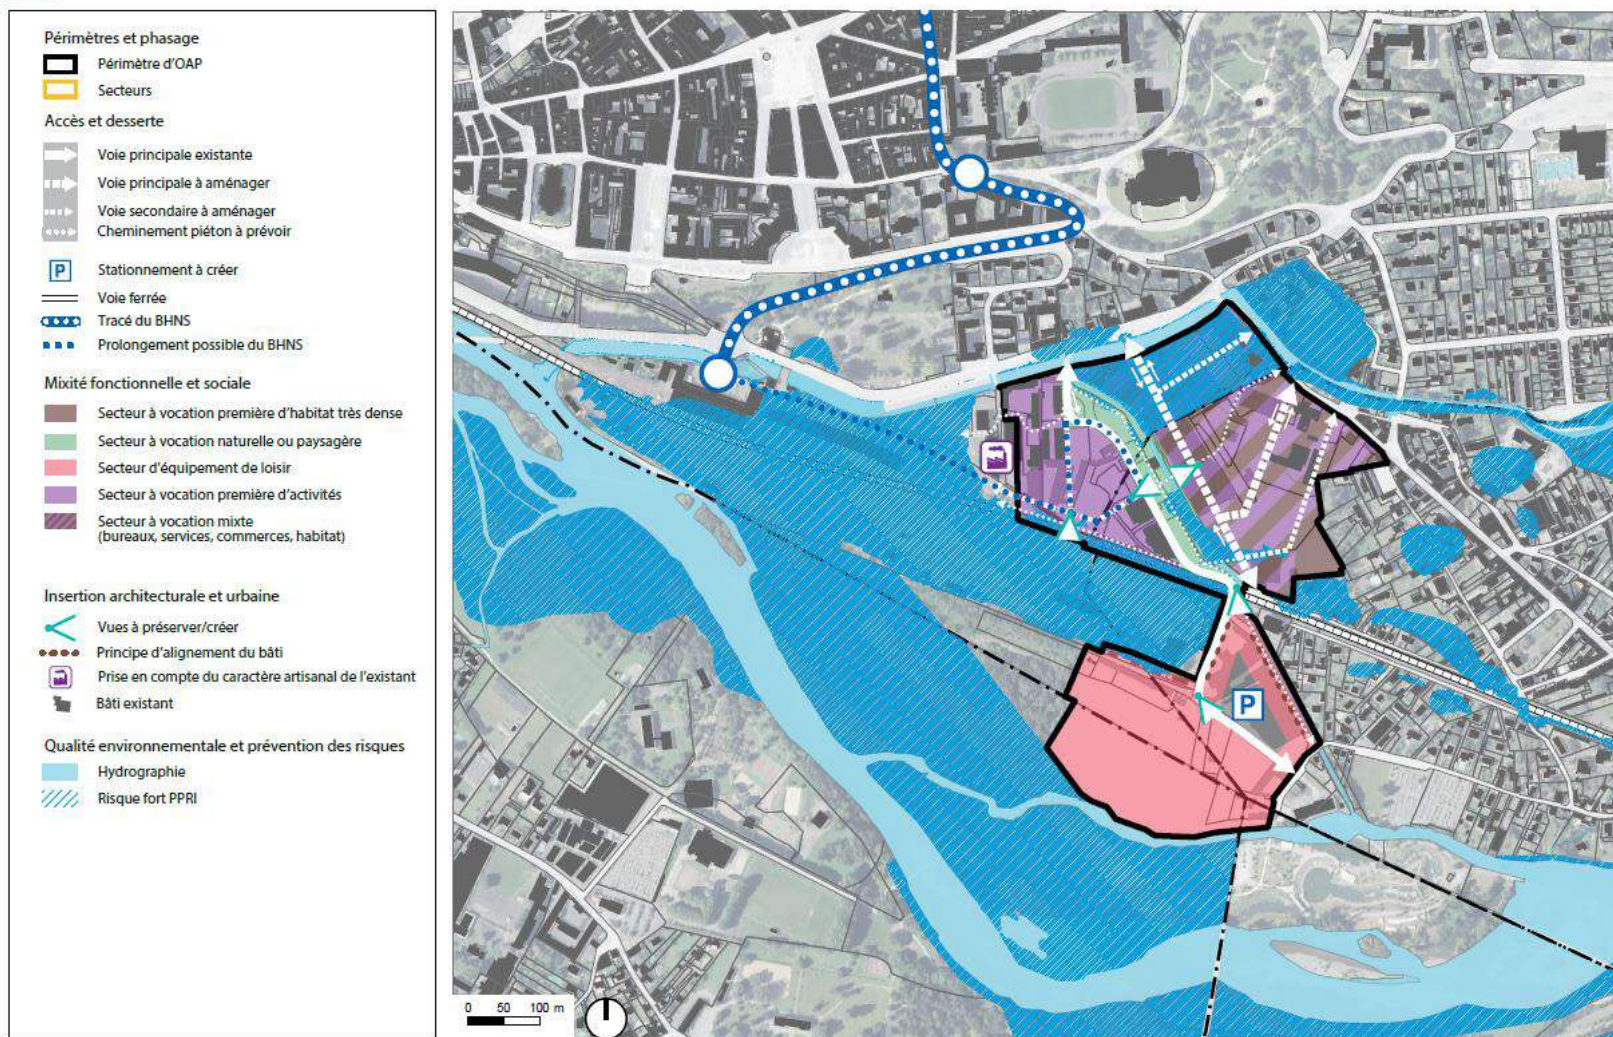 Périmètres et phasage
Périmètre d'OAP
Secteurs
Accès et desserte
Voie principale existante
Voie principale à aménager
Voie secondaire à aménager
Cheminement piéton à prévoir
P Stationnement à créer
Voie ferrée
Tracé du BHNS
Prolongement possible du BHNS
Mixité fonctionnelle et sociale
Secteur à vocation première d'habitat très dense
Secteur à vocation naturelle ou paysagère
Secteur d'équipement de loisir
Secteur à vocation première d'activités
Secteur à vocation mixte
(bureaux, services, commerces, habitat)
Insertion architecturale et urbaine
Vues à préserver/créer
Principe d'alignement du bâti
Prise en compte du caractère artisanal de l'existant
Bâti existant
Qualité environnementale et prévention des risques
Hydrographie
Risque fort PPRI
P
0 50 100 m